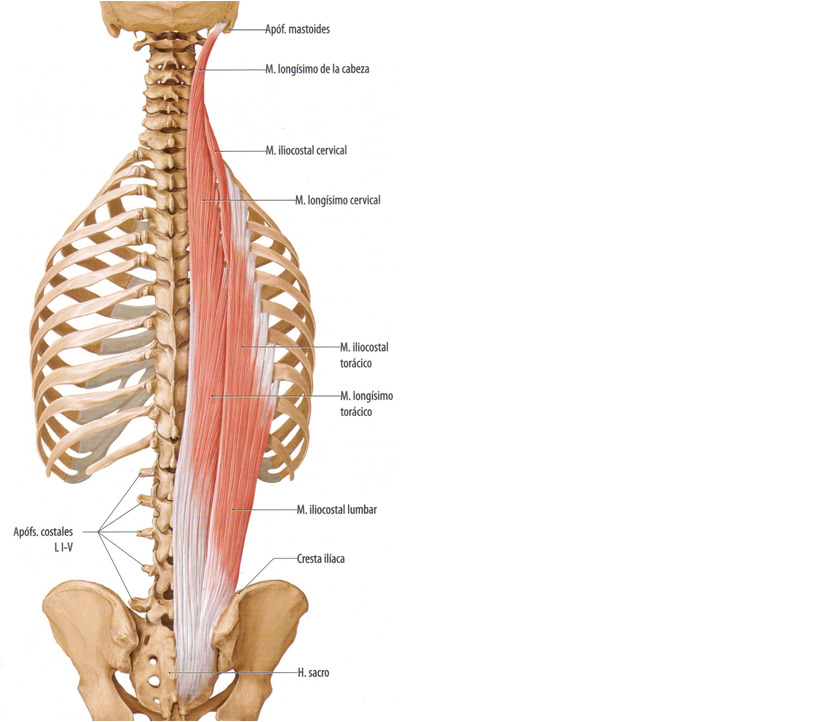 Apóf. mastoides
M. longísimo de la cabeza
M. iliocostal cervical
M. longísimo cervical
M. iliocostal
torácico
M. longísimo
torácico
M. iliocostal lumbar
Apófs. costales
L I-V
Cresta ilíaca
H. sacro